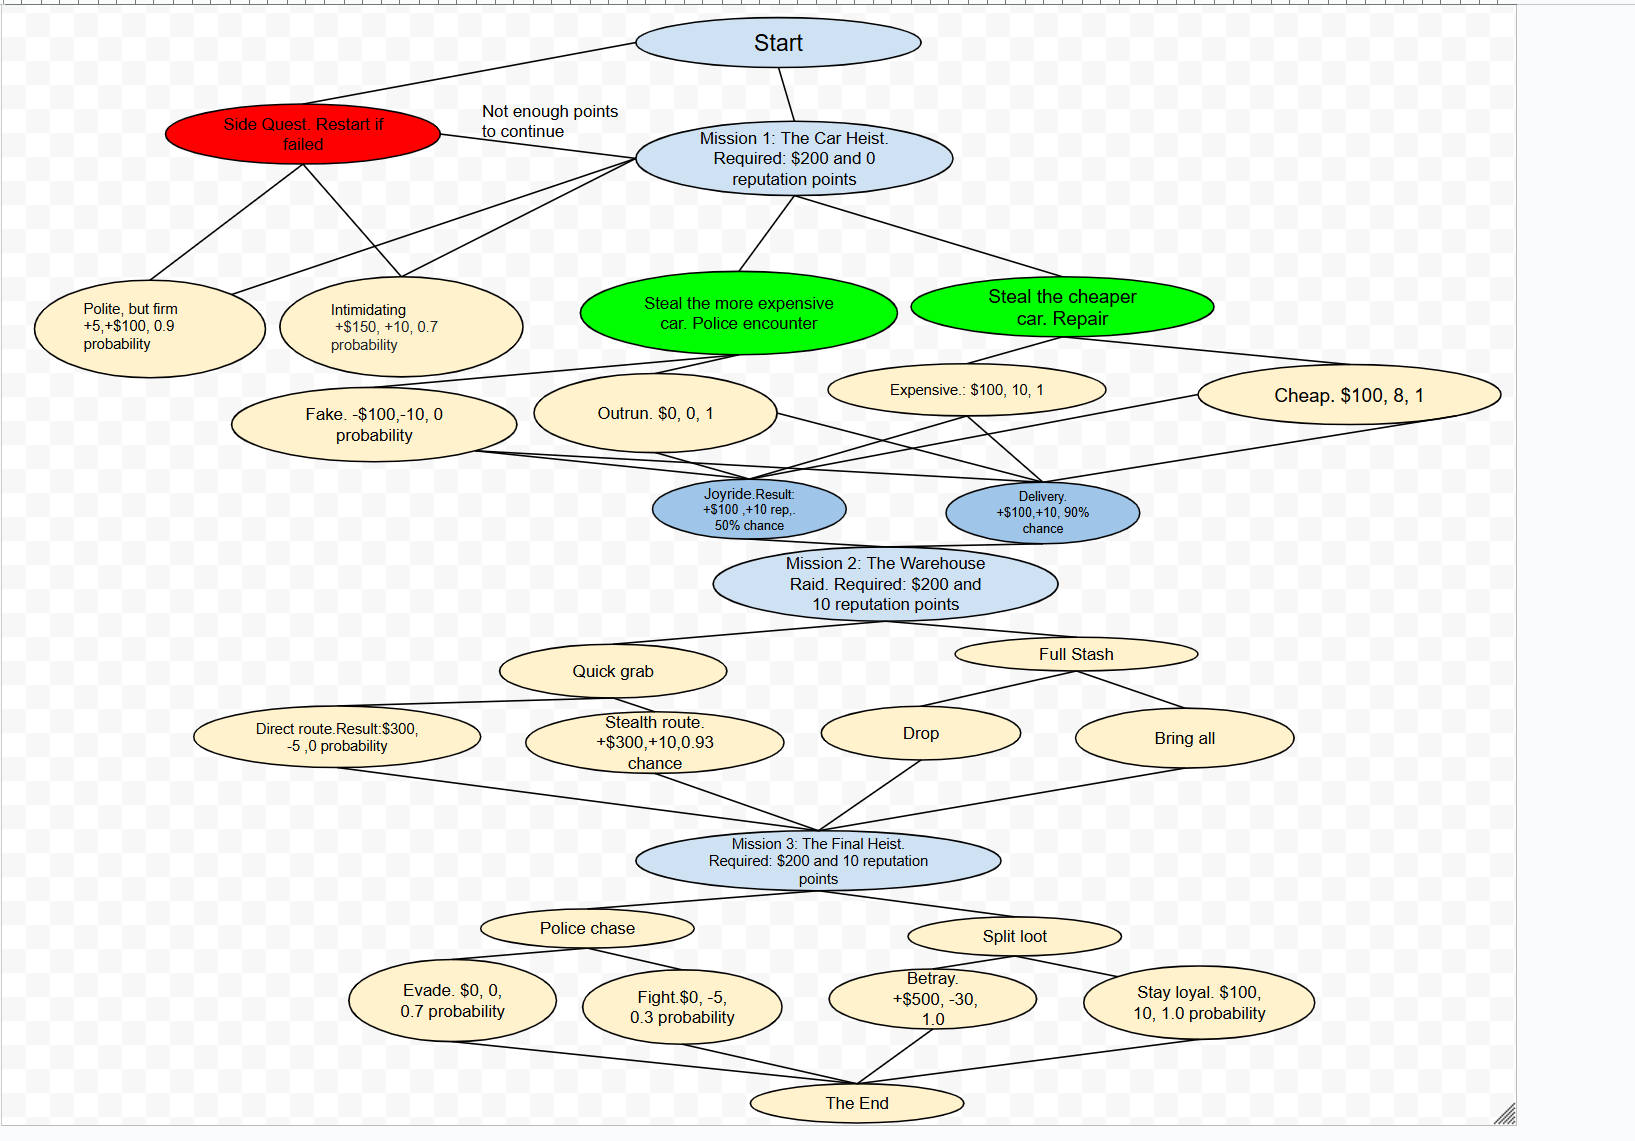 Start
Not enough points
to continue
Side Quest. Restart if
failed
Mission 1: The Car Heist.
Required: $200 and 0
reputation points
Polite, but firm
+5,+$100, 0.9
probability
Intimidating
+$150, +10, 0.7
probability
Steal the more expensive
car. Police encounter
Steal the cheaper
car. Repair
Fake. -$100,-10, 0
probability
Outrun. $0, 0, 1
Expensive.: $100, 10, 1
Cheap. $100, 8, 1
Joyride.Result:
+$100 ,+10 rep,.
50% chance
Delivery.
+$100,+10, 90%
chance
Mission 2: The Warehouse
Raid. Required: $200 and
10 reputation points
Quick grab
Full Stash
Direct route.Result:$300,
-5 ,0 probability
Stealth route.
+$300,+10,0.93
chance
Drop
Bring all
Mission 3: The Final Heist.
Required: $200 and 10 reputation
points
Police chase
Split loot
Evade. $0, 0,
0.7 probability
Fight.$0, -5,
0.3 probability
Betray.
+$500, -30,
1.0
Stay loyal. $100,
10, 1.0 probability
The End